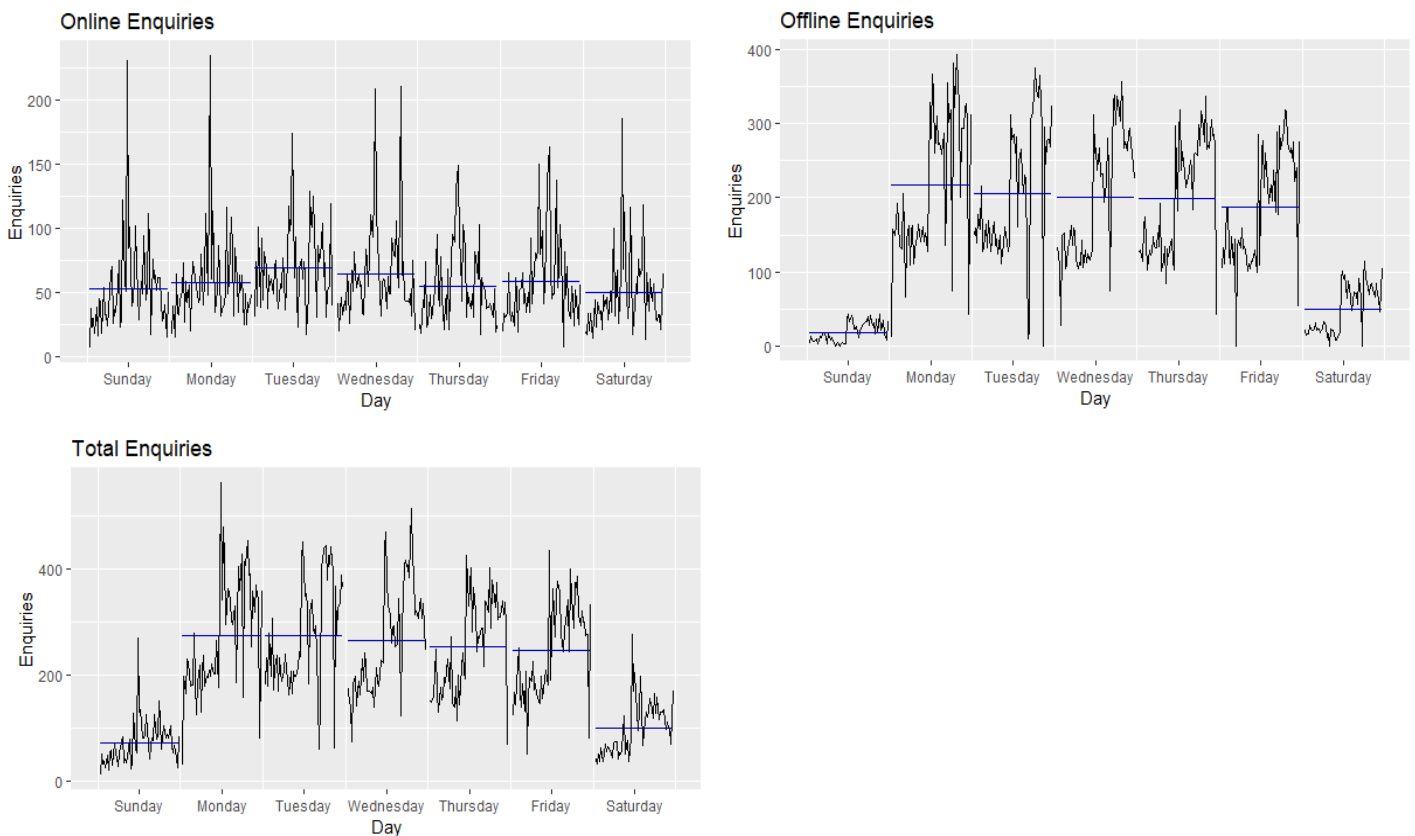 Online Enquiries
200
150
100
50
0
Enquiries
Sunday Monday Tuesday Wednesday Thursday Friday Saturday
Day
Offline Enquiries
400
300
200
100
0
Enquiries
Sunday Monday Tuesday Wednesday Thursday Friday Saturday
Day
Total Enquiries
400
200
0
Enquiries
Sunday Monday Tuesday Wednesday Thursday Friday Saturday
Day